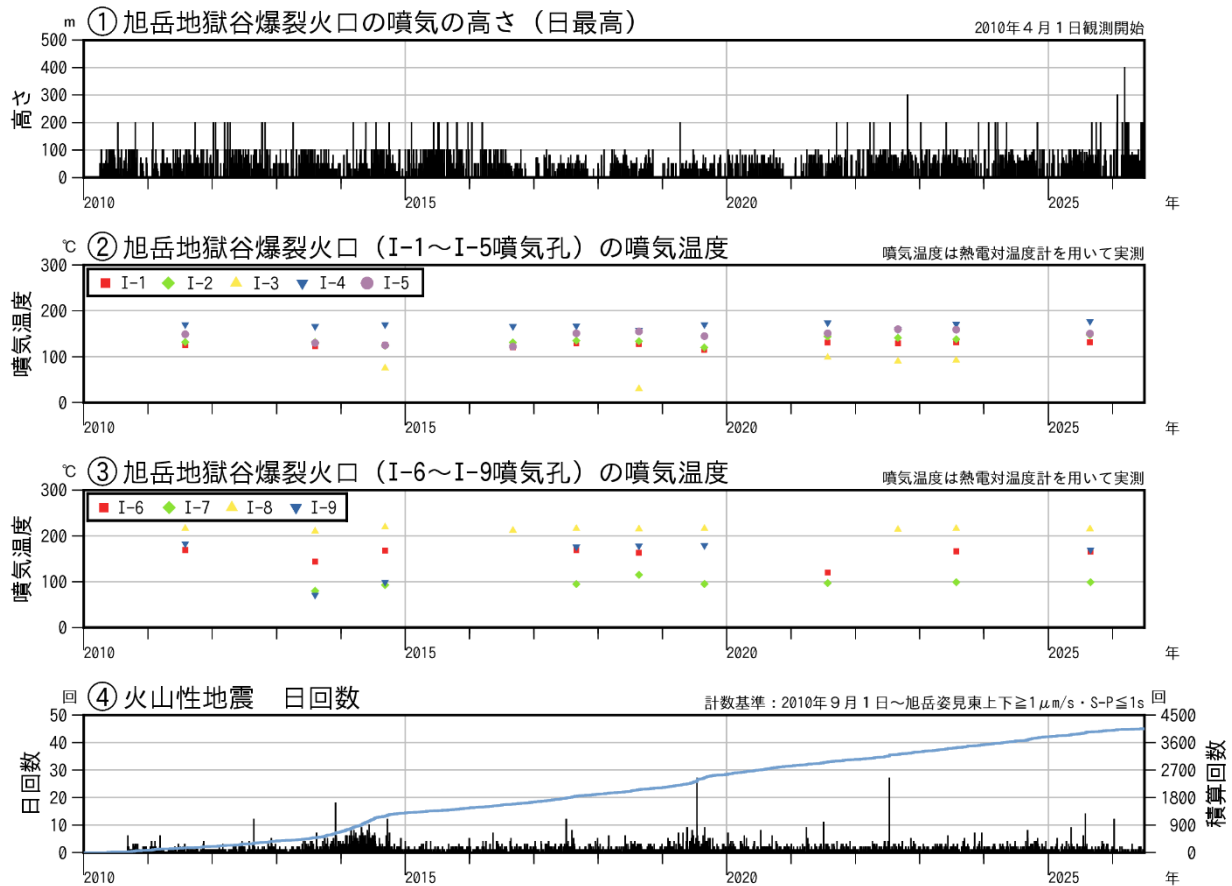 m ① 旭岳地獄谷爆裂火口の噴気の高さ（日最高） 2010年４月１日観測開始
500
400
300
200
100
0
高さ
2010 2015 2020 2025 年
℃ ② 旭岳地獄谷爆裂火口（I-1～I-5噴気孔）の噴気温度 噴気温度は熱電対温度計を用いて実測
300
200
100
0
噴気温度
I-1 I-2 I-3 I-4 I-5
2010 2015 2020 2025 年
℃ ③ 旭岳地獄谷爆裂火口（I-6～I-9噴気孔）の噴気温度 噴気温度は熱電対温度計を用いて実測
300
200
100
0
噴気温度
I-6 I-7 I-8 I-9
2010 2015 2020 2025 年
回 ④ 火山性地震　日回数 計数基準：2010年９月１日～旭岳姿見東上下≧1μm/s・S-P≦1s 回
50 4500
40 3600
30 2700
20 1800
10 900
0 0
日回数
積算回数
2010 2015 2020 2025 年